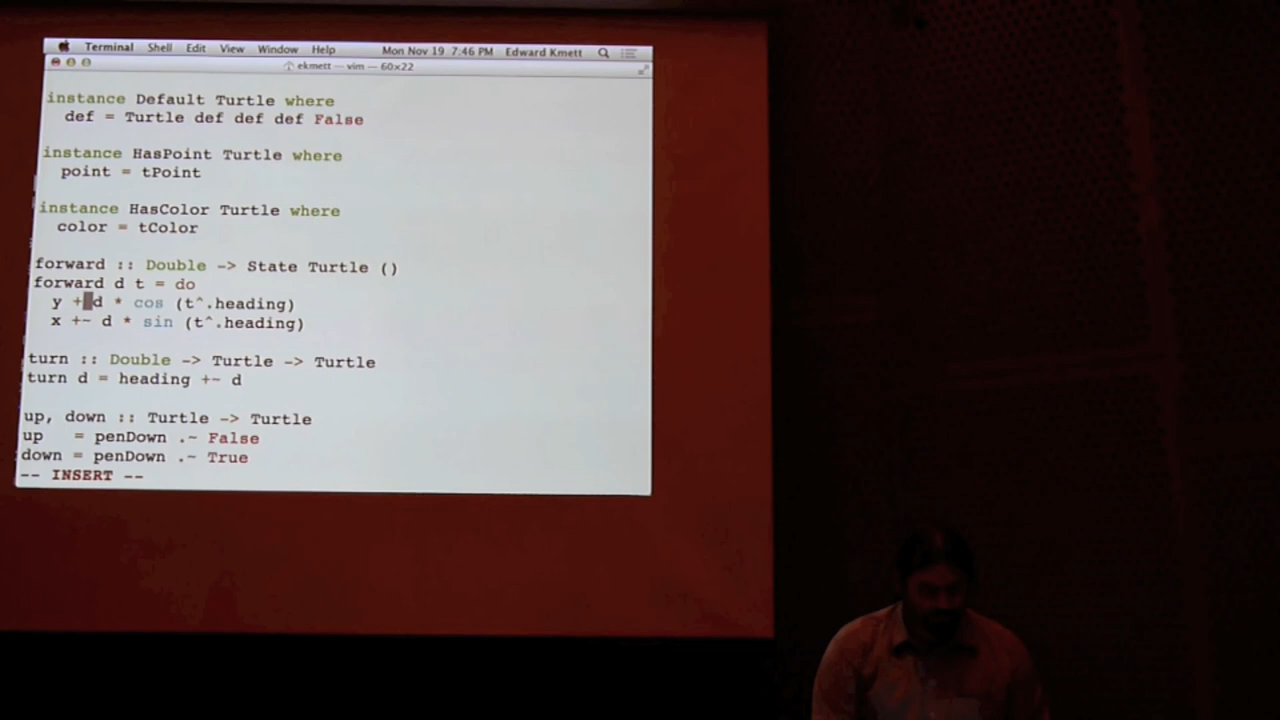 Terminal Shell Edit View Window Help Mon Nov 19 7:46 PM Edward Kmett
ekmett — vim — 60×22
instance Default Turtle where
  def = Turtle def def def False
instance HasPoint Turtle where
  point = tPoint
instance HasColor Turtle where
  color = tColor
forward :: Double -> State Turtle ()
forward d t = do
  y + d * cos (t^.heading)
  x +~ d * sin (t^.heading)
turn :: Double -> Turtle -> Turtle
turn d = heading +~ d
up, down :: Turtle -> Turtle
up   = penDown .~ False
down = penDown .~ True
-- INSERT --